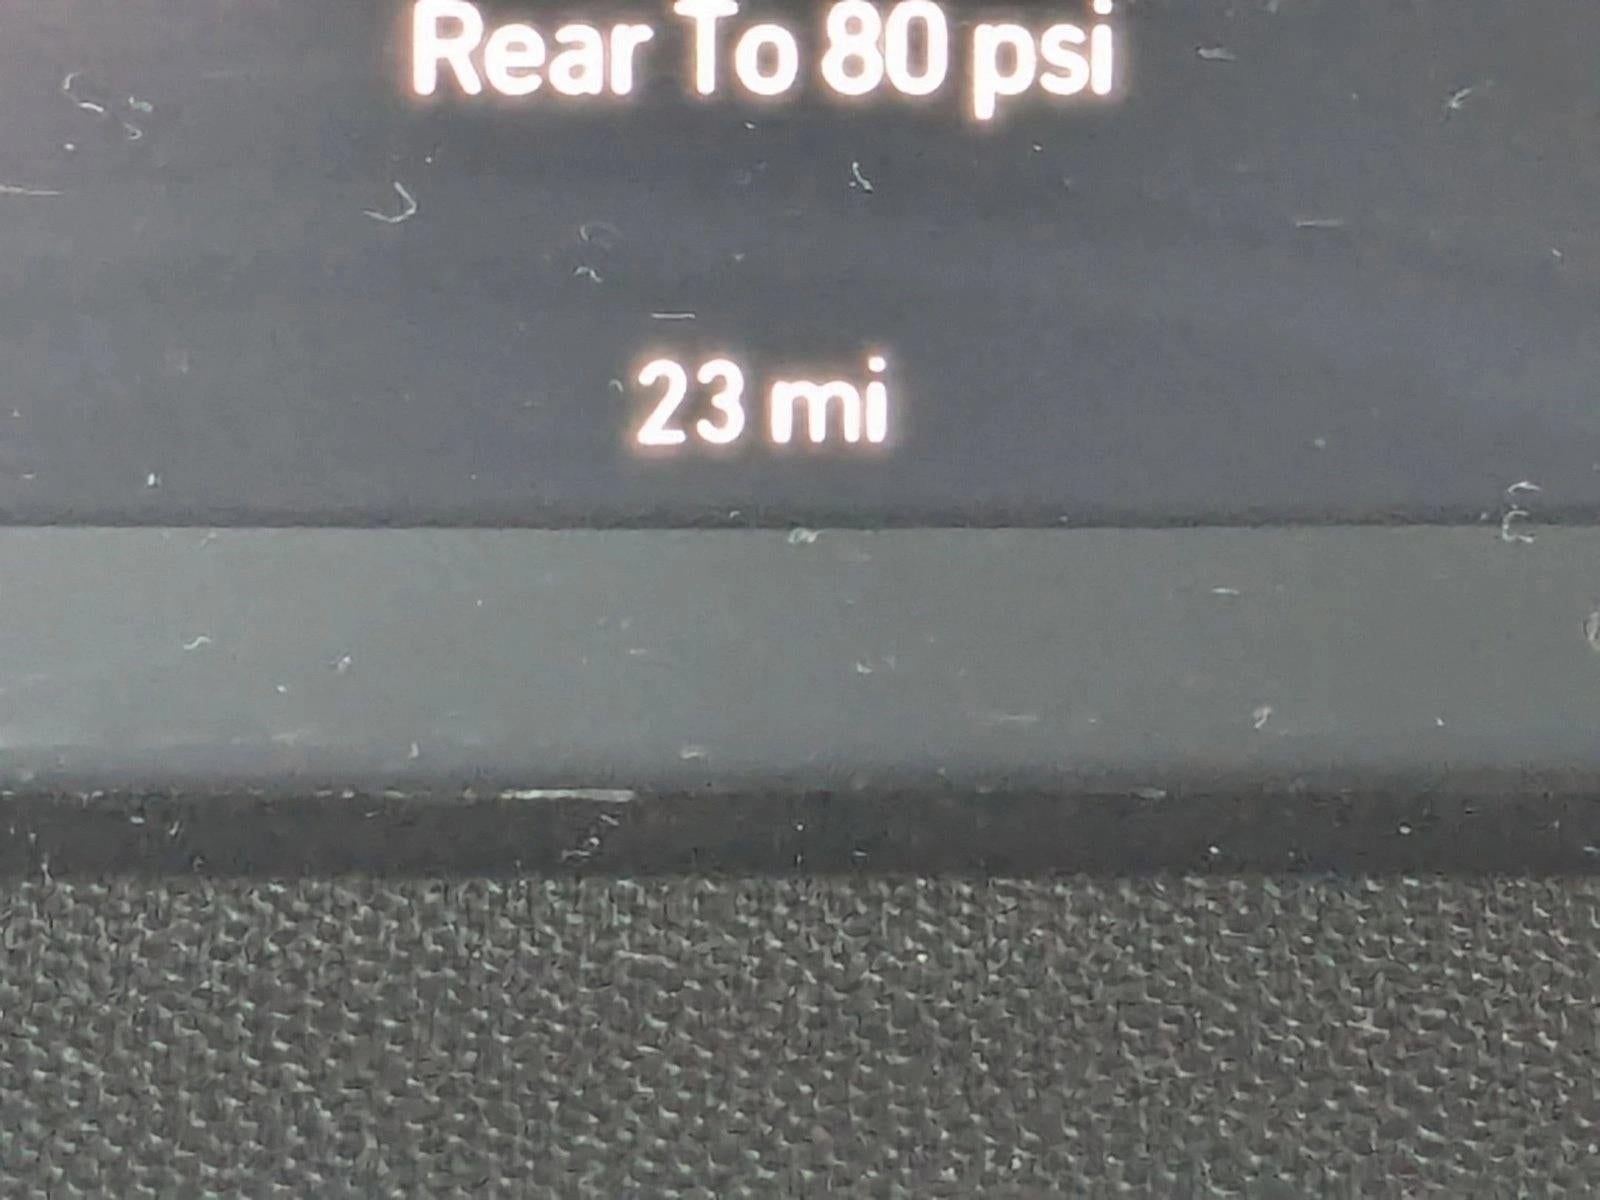 Rear To 80 psi
23 mi